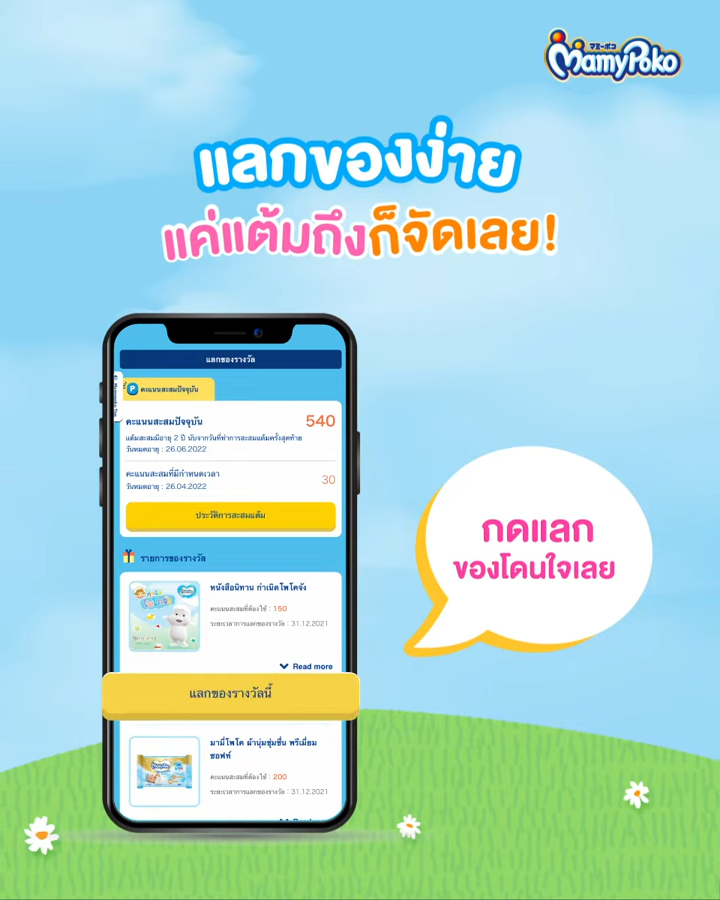 マミーポコ
MamyPoko
แลกของง่าย
แค่แต้มถึงก็จัดเลย!
แลกของรางวัล
P คะแนนสะสมปัจจุบัน
คะแนนสะสมปัจจุบัน 540
แต้มสะสมมีอายุ 2 ปี นับจากวันที่ทำการสะสมแต้มครั้งสุดท้าย
วันหมดอายุ : 26.06.2022
คะแนนสะสมที่มีกำหนดเวลา 30
วันหมดอายุ : 26.04.2022
ประวัติการสะสมแต้ม
รายการของรางวัล
หนังสือนิทาน กำเนิดโพโคจัง
คะแนนสะสมที่ต้องใช้ : 150
ระยะเวลาการแลกของรางวัล : 31.12.2021
Read more
แลกของรางวัลนี้
มามี่โพโค ผ้านุ่มชุ่มชื่น พรีเมี่ยม
ซอฟท์
คะแนนสะสมที่ต้องใช้ : 200
ระยะเวลาการแลกของรางวัล : 31.12.2021
กดแลก
ของโดนใจเลย